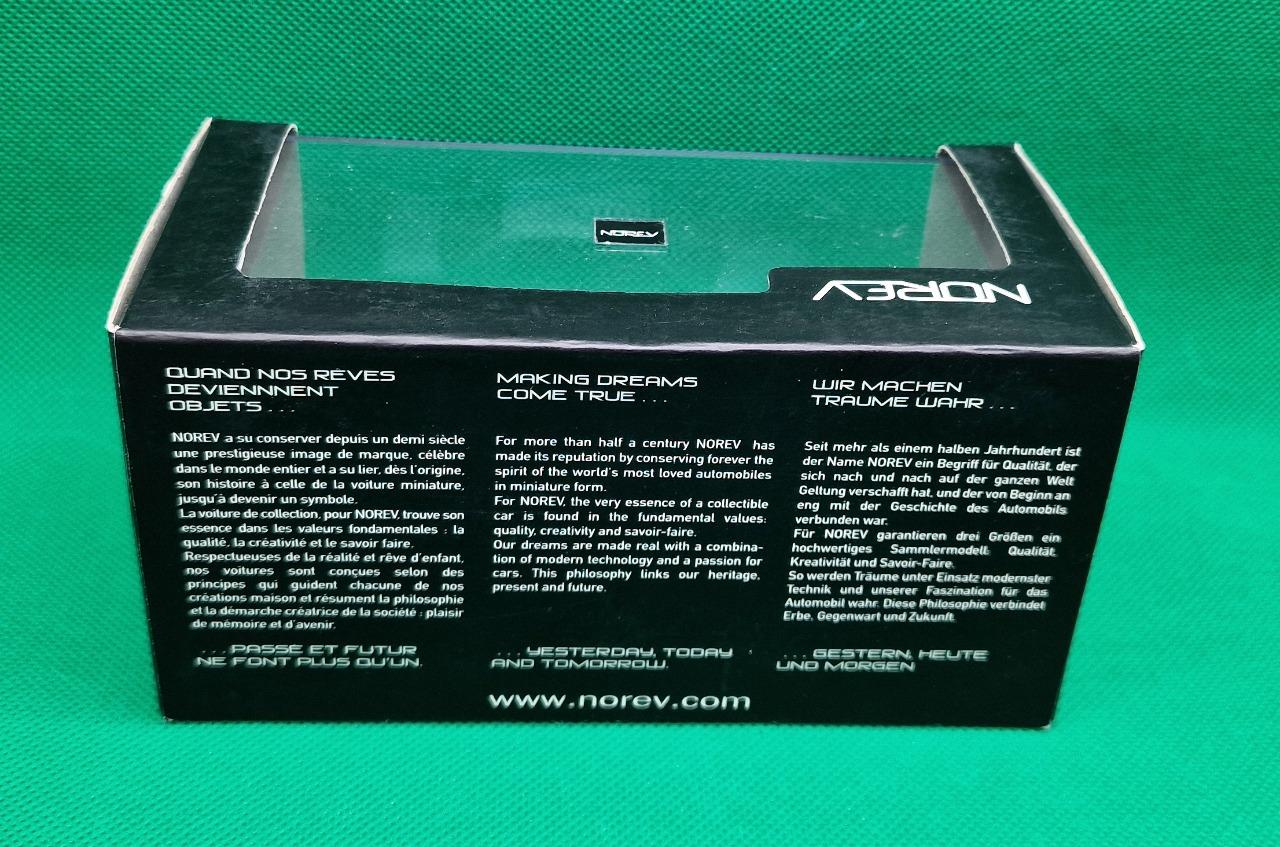 NOREV
NOREV
QUAND NOS RÊVES
DEVIENNNENT
OBJETS . . .
NOREV a su conserver depuis un demi siècle
une prestigieuse image de marque, célèbre
dans le monde entier et a su lier, dès l'origine,
son histoire à celle de la voiture miniature,
jusqu'à devenir un symbole.
La voiture de collection, pour NOREV, trouve son
essence dans les valeurs fondamentales : la
qualité, la créativité et le savoir faire.
Respectueuses de la réalité et rêve d'enfant,
nos voitures sont conçues selon des
principes qui guident chacune de nos
créations maison et résument la philosophie
et la démarche créatrice de la société : plaisir
de mémoire et d'avenir.
. . . PASSE ET FUTUR
NE FONT PLUS QU'UN.
MAKING DREAMS
COME TRUE . . .
For more than half a century NOREV has
made its reputation by conserving forever the
spirit of the world's most loved automobiles
in miniature form.
For NOREV, the very essence of a collectible
car is found in the fundamental values:
quality, creativity and savoir-faire.
Our dreams are made real with a combina-
tion of modern technology and a passion for
cars. This philosophy links our heritage,
present and future.
. . . YESTERDAY, TODAY
AND TOMORROW.
WIR MACHEN
TRAUME WAHR . . .
Seit mehr als einem halben Jahrhundert ist
der Name NOREV ein Begriff für Qualität, der
sich nach und nach auf der ganzen Welt
Geltung verschafft hat, und der von Beginn an
eng mit der Geschichte des Automobils
verbunden war.
Für NOREV garantieren drei Größen ein
hochwertiges Sammlermodell: Qualität,
Kreativität und Savoir-Faire.
So werden Träume unter Einsatz modernster
Technik und unserer Faszination für das
Automobil wahr. Diese Philosophie verbindet
Erbe, Gegenwart und Zukunft.
. . . GESTERN, HEUTE
UND MORGEN
www.norev.com